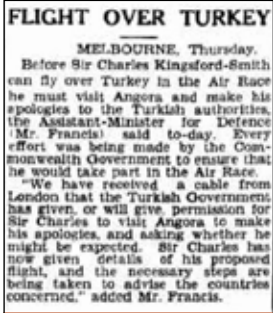 FLIGHT OVER TURKEY
MELBOURNE, Thursday.
Before Sir Charles Kingsford-Smith
can fly over Turkey in the Air Race
he must visit Angora and make his
apologies to the Turkish authorities,
the Assistant-Minister for Defence
(Mr. Francis) said to-day. Every
effort was being made by the Com-
monwealth Government to ensure that
he would take part in the Air Race.
"We have received a cable from
London that the Turkish Government
has given, or will give, permission for
Sir Charles to visit Angora to make
his apologies, and asking whether he
might be expected. Sir Charles has
now given details of his proposed
flight, and the necessary steps are
being taken to advise the countries
concerned," added Mr. Francis.